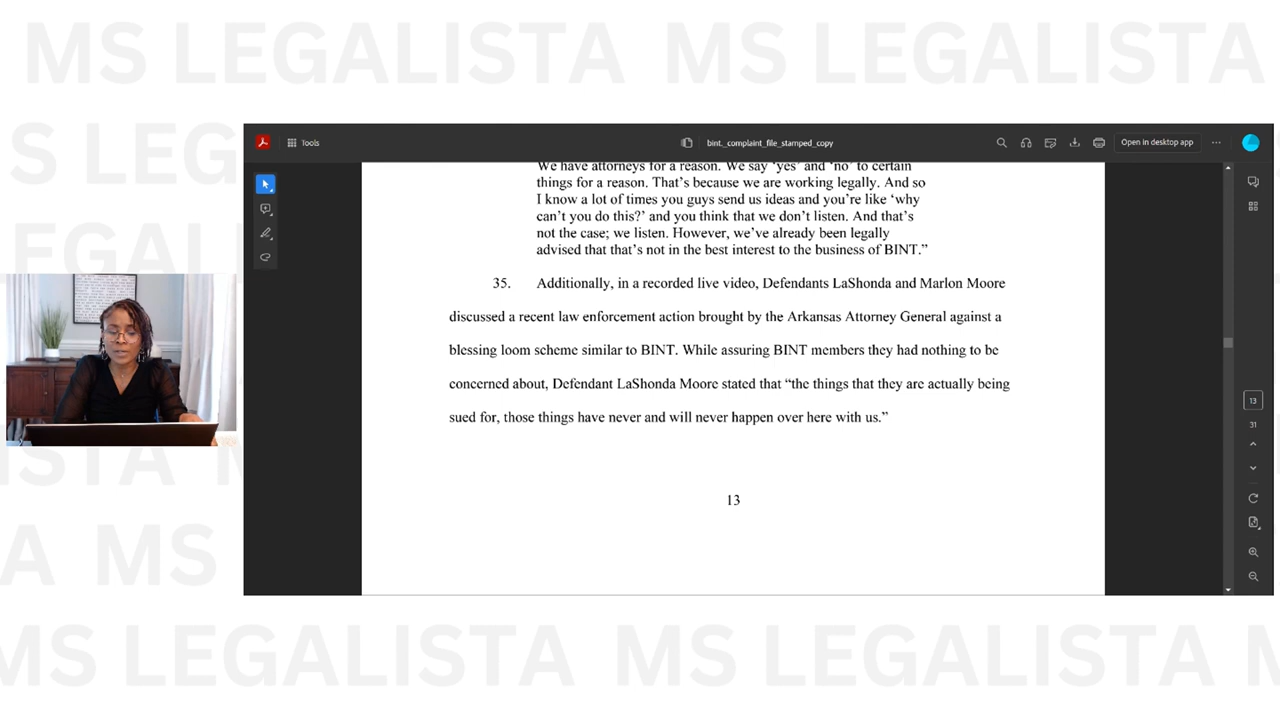 MS LEGALISTA MS LEGALISTA
S LEG
EGAL
LISTA
ISTA M
A MS
MS LEGALISTA MS LEGALISTA MS
Tools
bint._complaint_file_stamped_copy
Open in desktop app
We have attorneys for a reason. We say ‘yes’ and ‘no’ to certain
things for a reason. That’s because we are working legally. And so
I know a lot of times you guys send us ideas and you’re like ‘why
can’t you do this?’ and you think that we don’t listen. And that’s
not the case; we listen. However, we’ve already been legally
advised that that’s not in the best interest to the business of BINT.”
35. Additionally, in a recorded live video, Defendants LaShonda and Marlon Moore
discussed a recent law enforcement action brought by the Arkansas Attorney General against a
blessing loom scheme similar to BINT. While assuring BINT members they had nothing to be
concerned about, Defendant LaShonda Moore stated that “the things that they are actually being
sued for, those things have never and will never happen over here with us.”
13
13
31